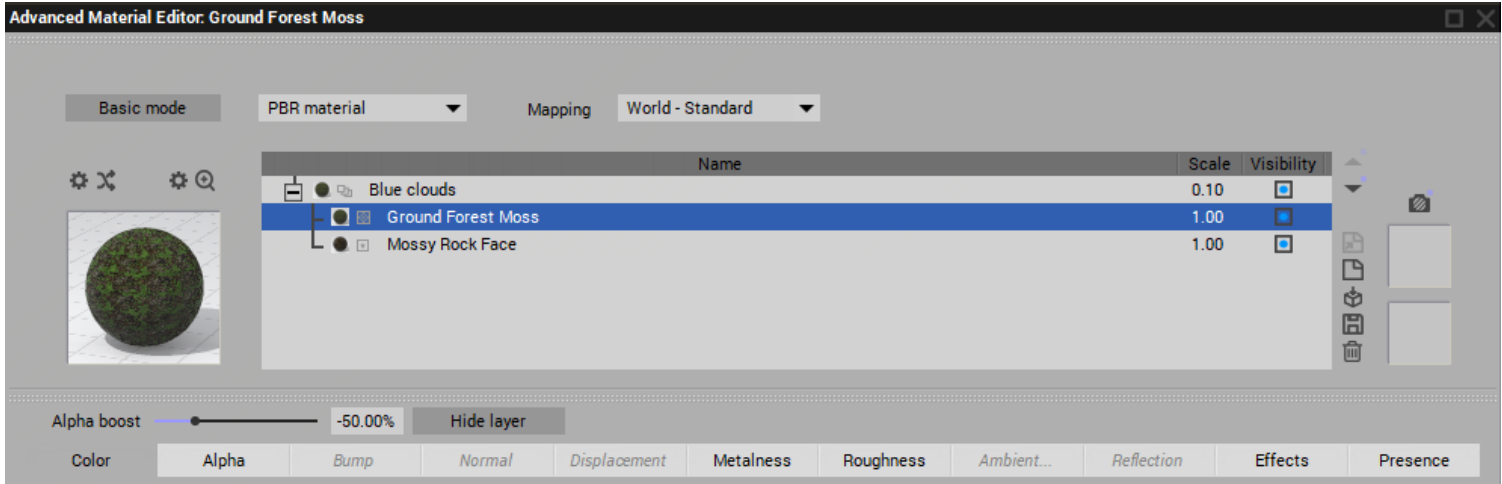 Advanced Material Editor: Ground Forest Moss
Basic mode PBR material Mapping World - Standard
Name Scale Visibility
Blue clouds 0.10
Ground Forest Moss 1.00
Mossy Rock Face 1.00
Alpha boost -50.00% Hide layer
Color Alpha Bump Normal Displacement Metalness Roughness Ambient... Reflection Effects Presence